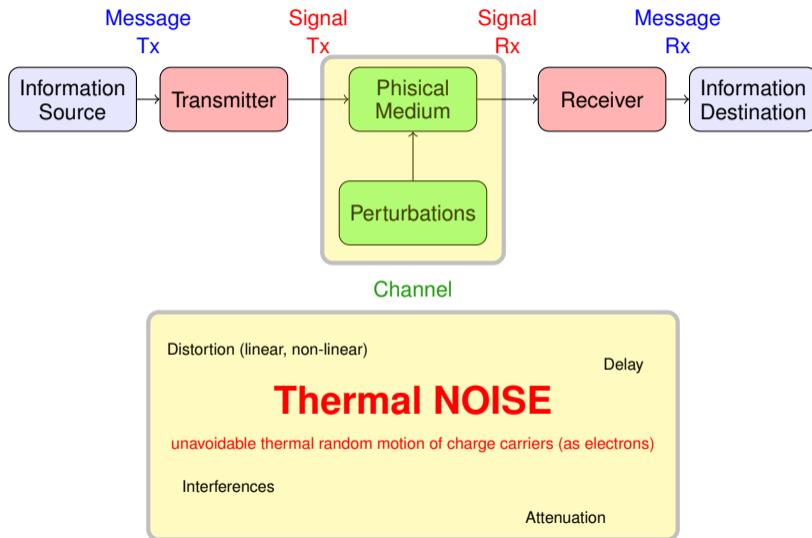 Message
Tx
Signal
Tx
Signal
Rx
Message
Rx
Information
Source
Transmitter
Phisical
Medium
Receiver
Information
Destination
Perturbations
Channel
Distortion (linear, non-linear)
Delay
Thermal NOISE
unavoidable thermal random motion of charge carriers (as electrons)
Interferences
Attenuation